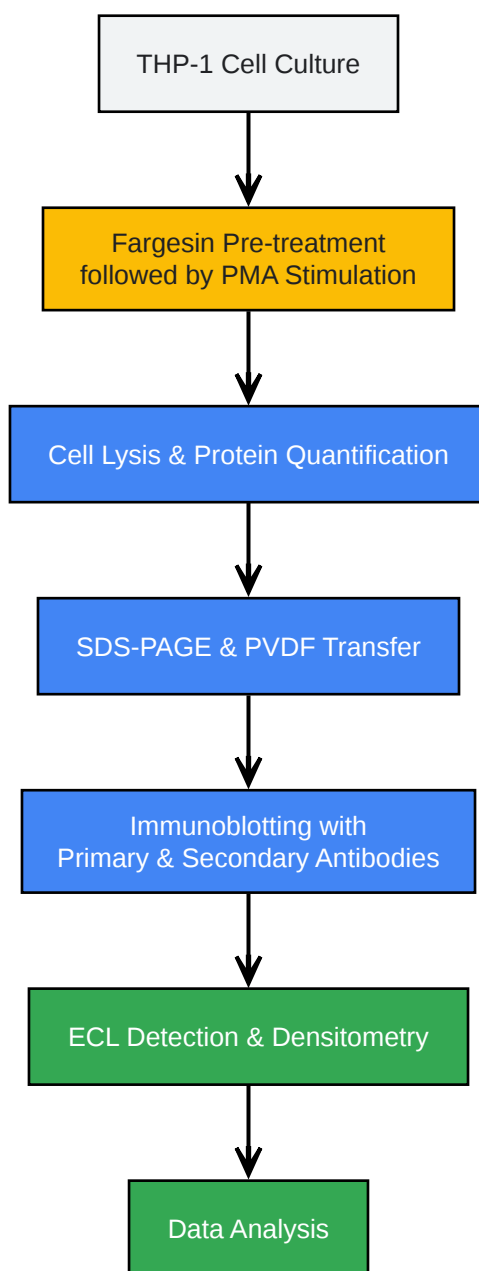 THP-1 Cell Culture
Fargesin Pre-treatment
followed by PMA Stimulation
Cell Lysis & Protein Quantification
SDS-PAGE & PVDF Transfer
Immunoblotting with
Primary & Secondary Antibodies
ECL Detection & Densitometry
Data Analysis